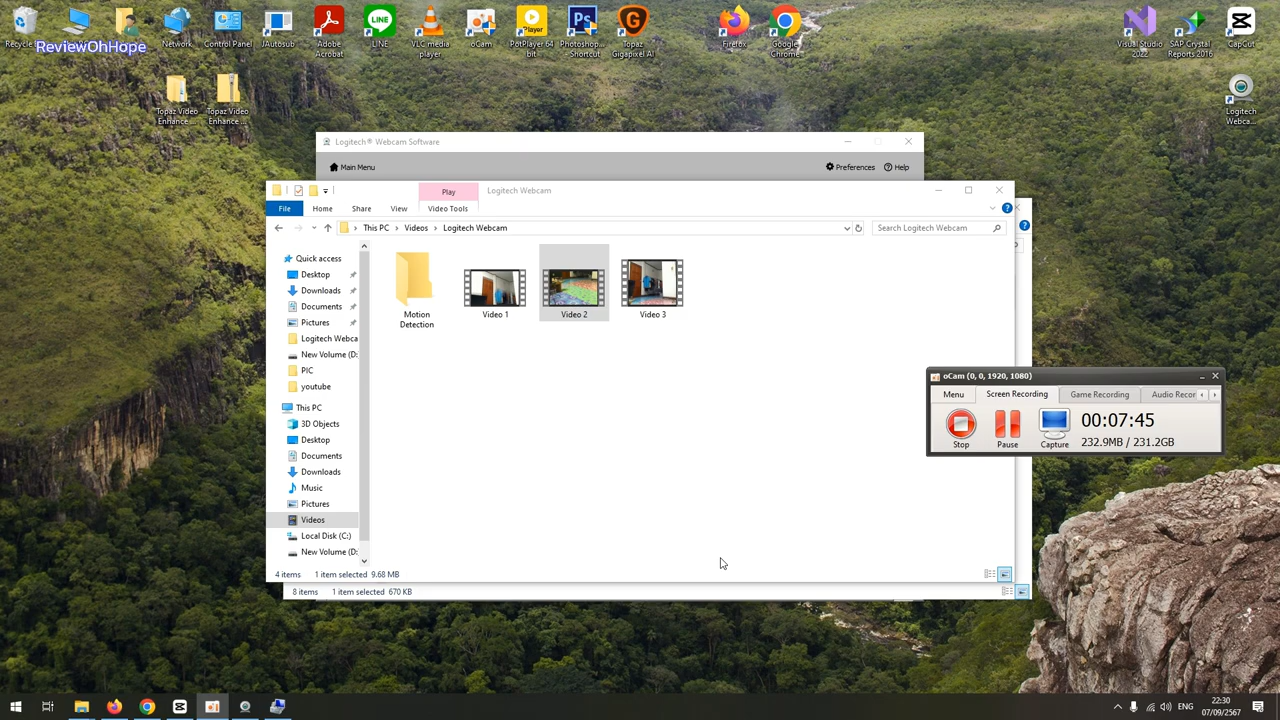 Recycle
Network
Control Panel
JAutosub
Adobe
Acrobat
LINE
VLC media
player
oCam
PotPlayer 64
bit
Photoshop...
- Shortcut
Topaz
Gigapixel AI
Firefox
Google
Chrome
Visual Studio
2022
SAP Crystal
Reports 2016
CapCut
ReviewOhHope
Topaz Video
Enhance ...
Topaz Video
Enhance ...
Logitech
Webca...
Logitech® Webcam Software
Main Menu
Preferences
Help
Play
Logitech Webcam
File
Home
Share
View
Video Tools
This PC
Videos
Logitech Webcam
Search Logitech Webcam
Quick access
Desktop
Downloads
Documents
Pictures
Logitech Webca
New Volume (D:
PIC
youtube
This PC
3D Objects
Desktop
Documents
Downloads
Music
Pictures
Videos
Local Disk (C:)
New Volume (D:
Motion
Detection
Video 1
Video 2
Video 3
4 items
1 item selected 9.68 MB
8 items
1 item selected 670 KB
oCam (0, 0, 1920, 1080)
Menu
Screen Recording
Game Recording
Audio Recor
Stop
Pause
Capture
00:07:45
232.9MB / 231.2GB
ENG
22:30
07/09/2567